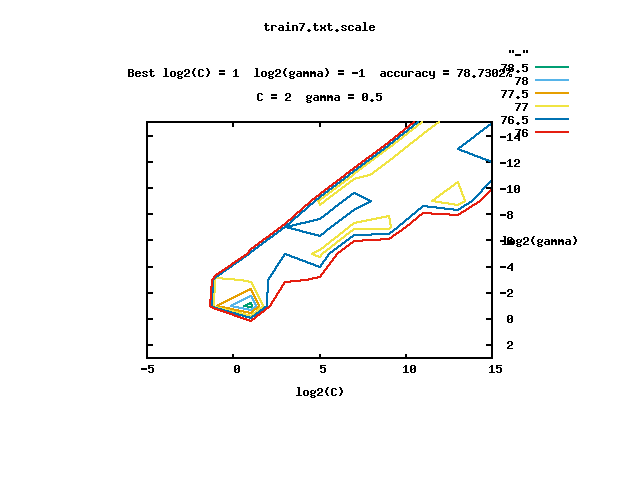 train7.txt.scale
"-"
78.5
Best log2(C) = 1 log2(gamma) = -1 accuracy = 78.7302%
78
77.5
C = 2 gamma = 0.5
77
76.5
76
-14
-12
-10
-8
-6
log2(gamma)
-4
-2
0
2
-5 0 5 10 15
log2(C)